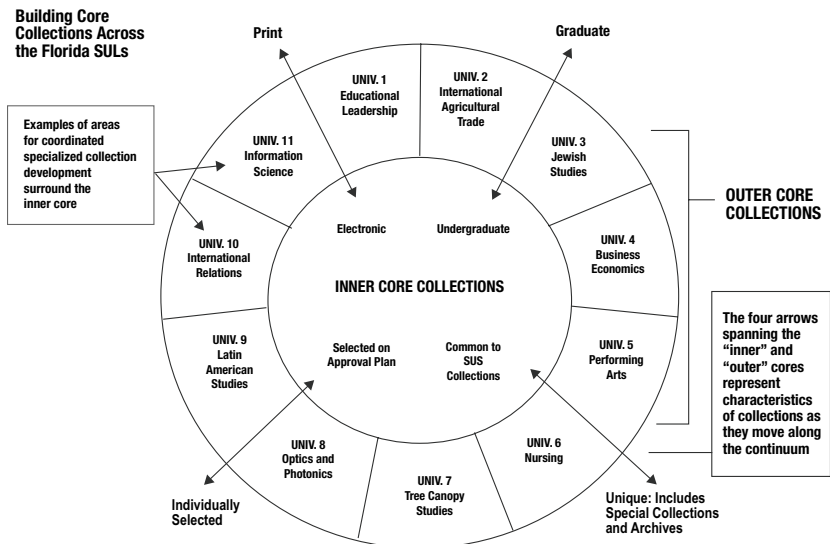 Building Core
Collections Across
the Florida SULs
Print
Graduate
UNIV. 1
Educational
Leadership
UNIV. 2
International
Agricultural
Trade
Examples of areas
for coordinated
specialized collection
development
surround the
inner core
UNIV. 11
Information
Science
UNIV. 3
Jewish
Studies
OUTER CORE
COLLECTIONS
Electronic
Undergraduate
UNIV. 10
International
Relations
UNIV. 4
Business
Economics
INNER CORE COLLECTIONS
UNIV. 9
Latin
American
Studies
Selected on
Approval Plan
Common to
SUS
Collections
UNIV. 5
Performing
Arts
The four arrows
spanning the
“inner” and
“outer” cores
represent
characteristics
of collections as
they move along
the continuum
UNIV. 8
Optics and
Photonics
UNIV. 6
Nursing
UNIV. 7
Tree Canopy
Studies
Individually
Selected
Unique: Includes
Special Collections
and Archives